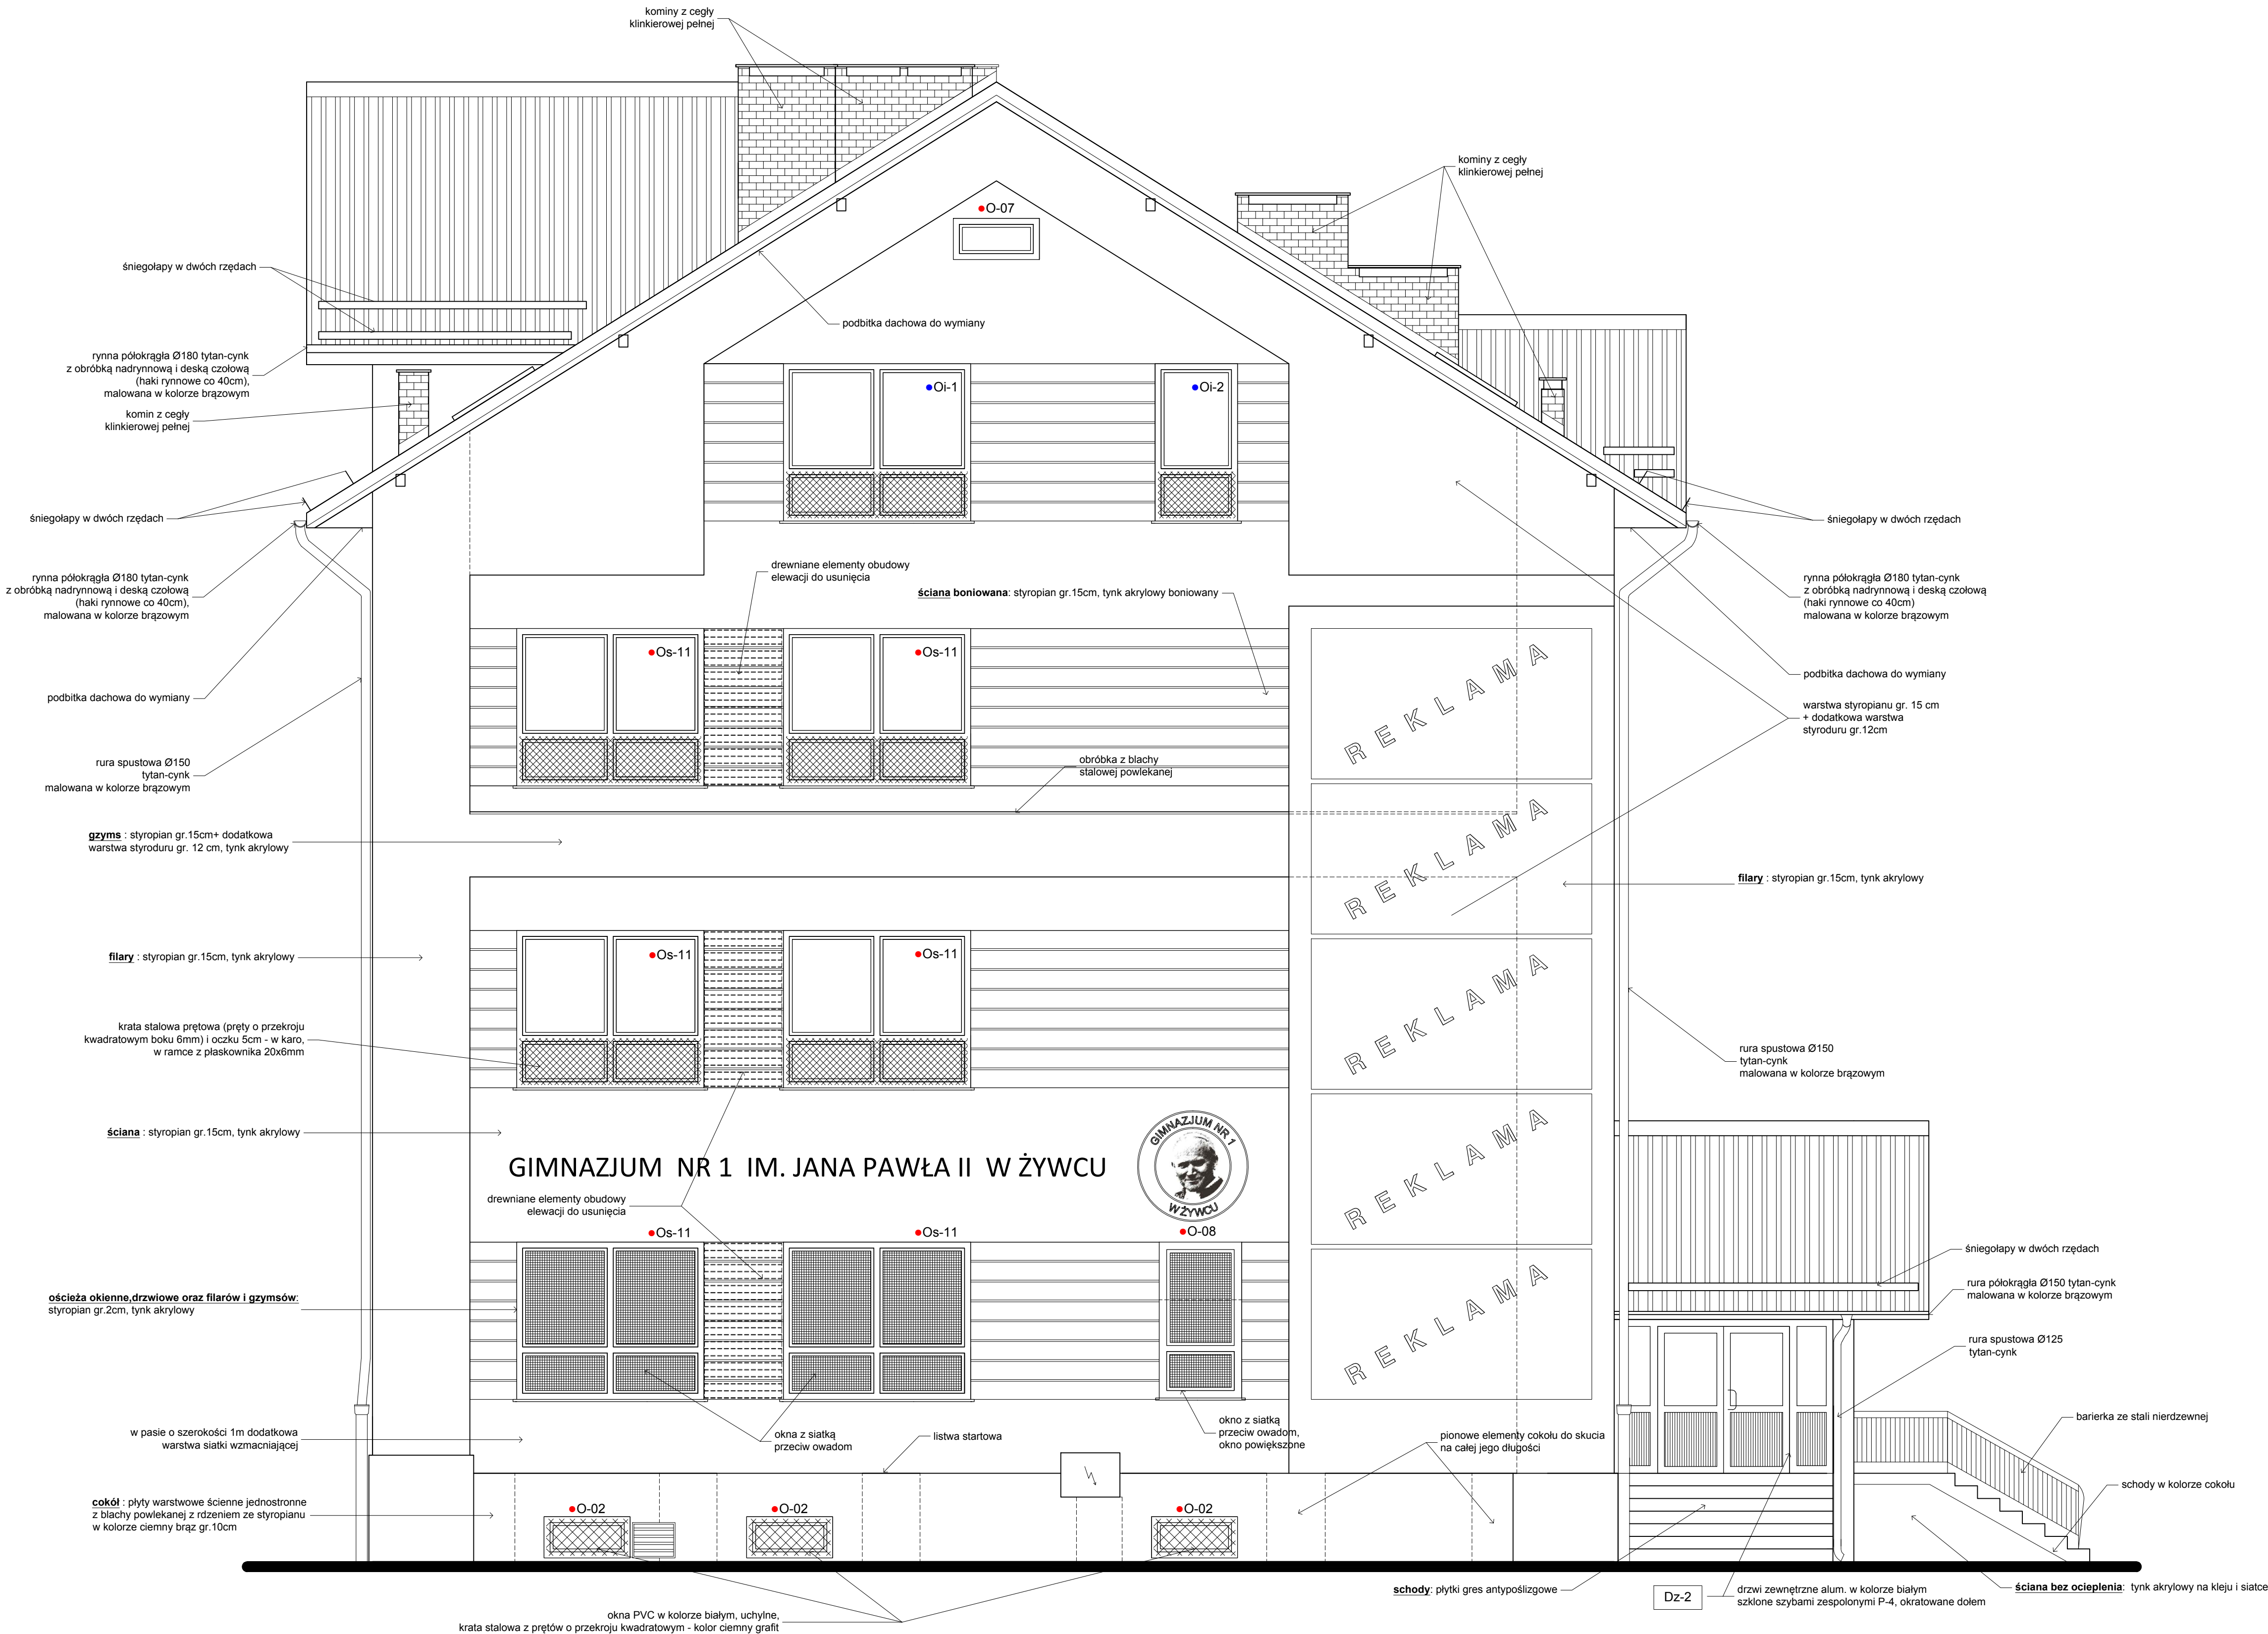 kominy z cegły
klinkierowej pełnej
kominy z cegły
klinkierowej pełnej
•O-07
śniegołapy w dwóch rzędach
podbitka dachowa do wymiany
rynna półokrągła Ø180 tytan-cynk
z obróbką nadrynnową i deską czołową
(haki rynnowe co 40cm),
malowana w kolorze brązowym
•Oi-1
•Oi-2
komin z cegły
klinkierowej pełnej
śniegołapy w dwóch rzędach
śniegołapy w dwóch rzędach
rynna półokrągła Ø180 tytan-cynk
z obróbką nadrynnową i deską czołową
(haki rynnowe co 40cm),
malowana w kolorze brązowym
drewniane elementy obudowy
elewacji do usunięcia
ściana boniowana: styropian gr.15cm, tynk akrylowy boniowany
rynna półokrągła Ø180 tytan-cynk
z obróbką nadrynnową i deską czołową
(haki rynnowe co 40cm)
malowana w kolorze brązowym
•Os-11
•Os-11
REKLAMA
podbitka dachowa do wymiany
podbitka dachowa do wymiany
warstwa styropianu gr. 15 cm
+ dodatkowa warstwa
styroduru gr.12cm
rura spustowa Ø150
tytan-cynk
malowana w kolorze brązowym
obróbka z blachy
stalowej powlekanej
gzyms : styropian gr.15cm+ dodatkowa
warstwa styroduru gr. 12 cm, tynk akrylowy
REKLAMA
filary : styropian gr.15cm, tynk akrylowy
filary : styropian gr.15cm, tynk akrylowy
•Os-11
•Os-11
REKLAMA
krata stalowa prętowa (pręty o przekroju
kwadratowym boku 6mm) i oczku 5cm - w karo,
w ramce z płaskownika 20x6mm
rura spustowa Ø150
tytan-cynk
malowana w kolorze brązowym
ściana : styropian gr.15cm, tynk akrylowy
GIMNAZJUM NR 1 IM. JANA PAWŁA II W ŻYWCU
GIMNAZJUM NR 1
W ŻYWCU
REKLAMA
drewniane elementy obudowy
elewacji do usunięcia
•Os-11
•Os-11
•O-08
śniegołapy w dwóch rzędach
rura półokrągła Ø150 tytan-cynk
malowana w kolorze brązowym
ościeża okienne,drzwiowe oraz filarów i gzymsów:
styropian gr.2cm, tynk akrylowy
REKLAMA
rura spustowa Ø125
tytan-cynk
w pasie o szerokości 1m dodatkowa
warstwa siatki wzmacniającej
okna z siatką
przeciw owadom
listwa startowa
okno z siatką
przeciw owadom,
okno powiększone
pionowe elementy cokołu do skucia
na całej jego długości
barierka ze stali nierdzewnej
schody w kolorze cokołu
cokół : płyty warstwowe ścienne jednostronne
z blachy powlekanej z rdzeniem ze styropianu
w kolorze ciemny brąz gr.10cm
•O-02
•O-02
•O-02
schody: płytki gres antypoślizgowe
Dz-2
drzwi zewnętrzne alum. w kolorze białym
szklone szybami zespolonymi P-4, okratowane dołem
ściana bez ocieplenia: tynk akrylowy na kleju i siatce
okna PVC w kolorze białym, uchylne,
krata stalowa z prętów o przekroju kwadratowym - kolor ciemny grafit